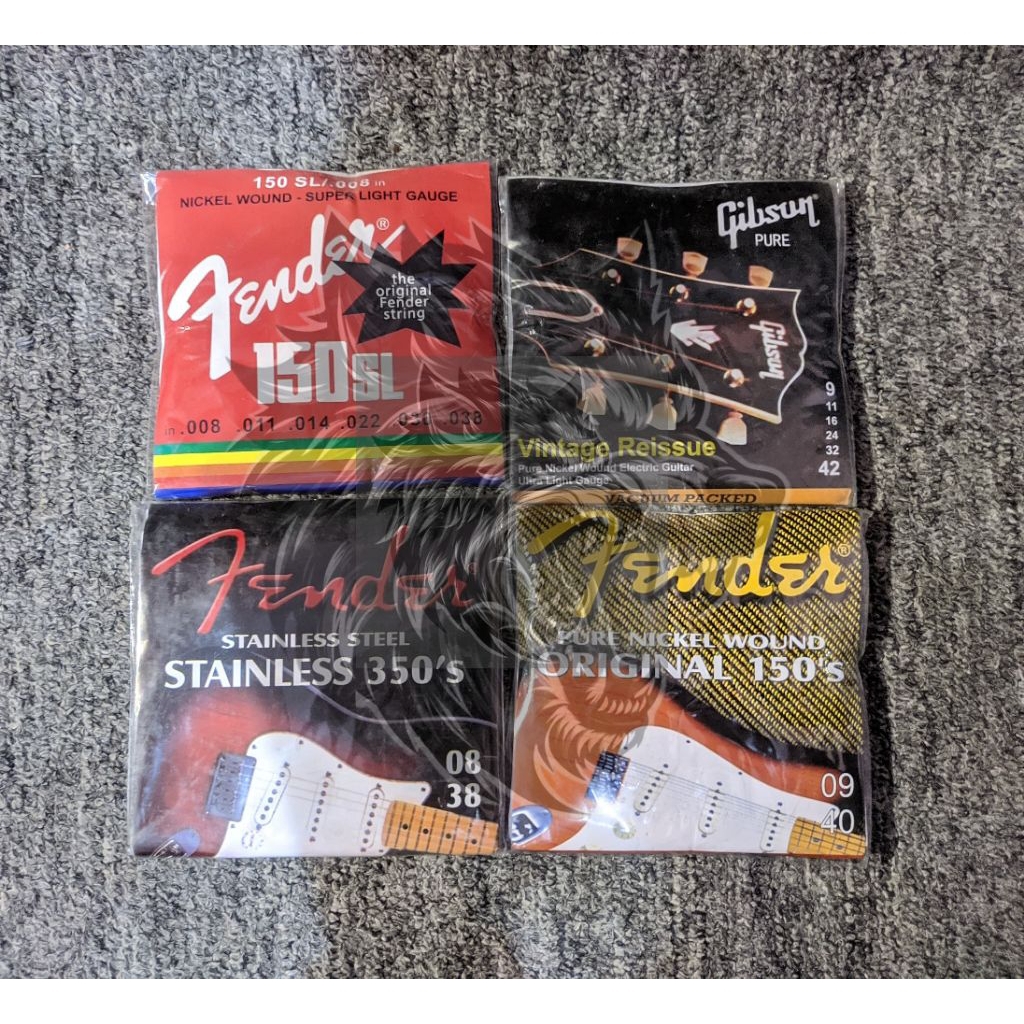 150 SL/.008 in
NICKEL WOUND - SUPER LIGHT GAUGE
Fender®
the
original
Fender
string
150SL
in .008 .011 .014 .022 .030 .038
Gibson
PURE
Gibson
9
11
16
24
32
42
Vintage Reissue
Pure Nickel Wound Electric Guitar
Ultra Light Gauge
VACUUM PACKED
Fender
STAINLESS STEEL
STAINLESS 350's
08
38
Fender®
PURE NICKEL WOUND
ORIGINAL 150's
09
40